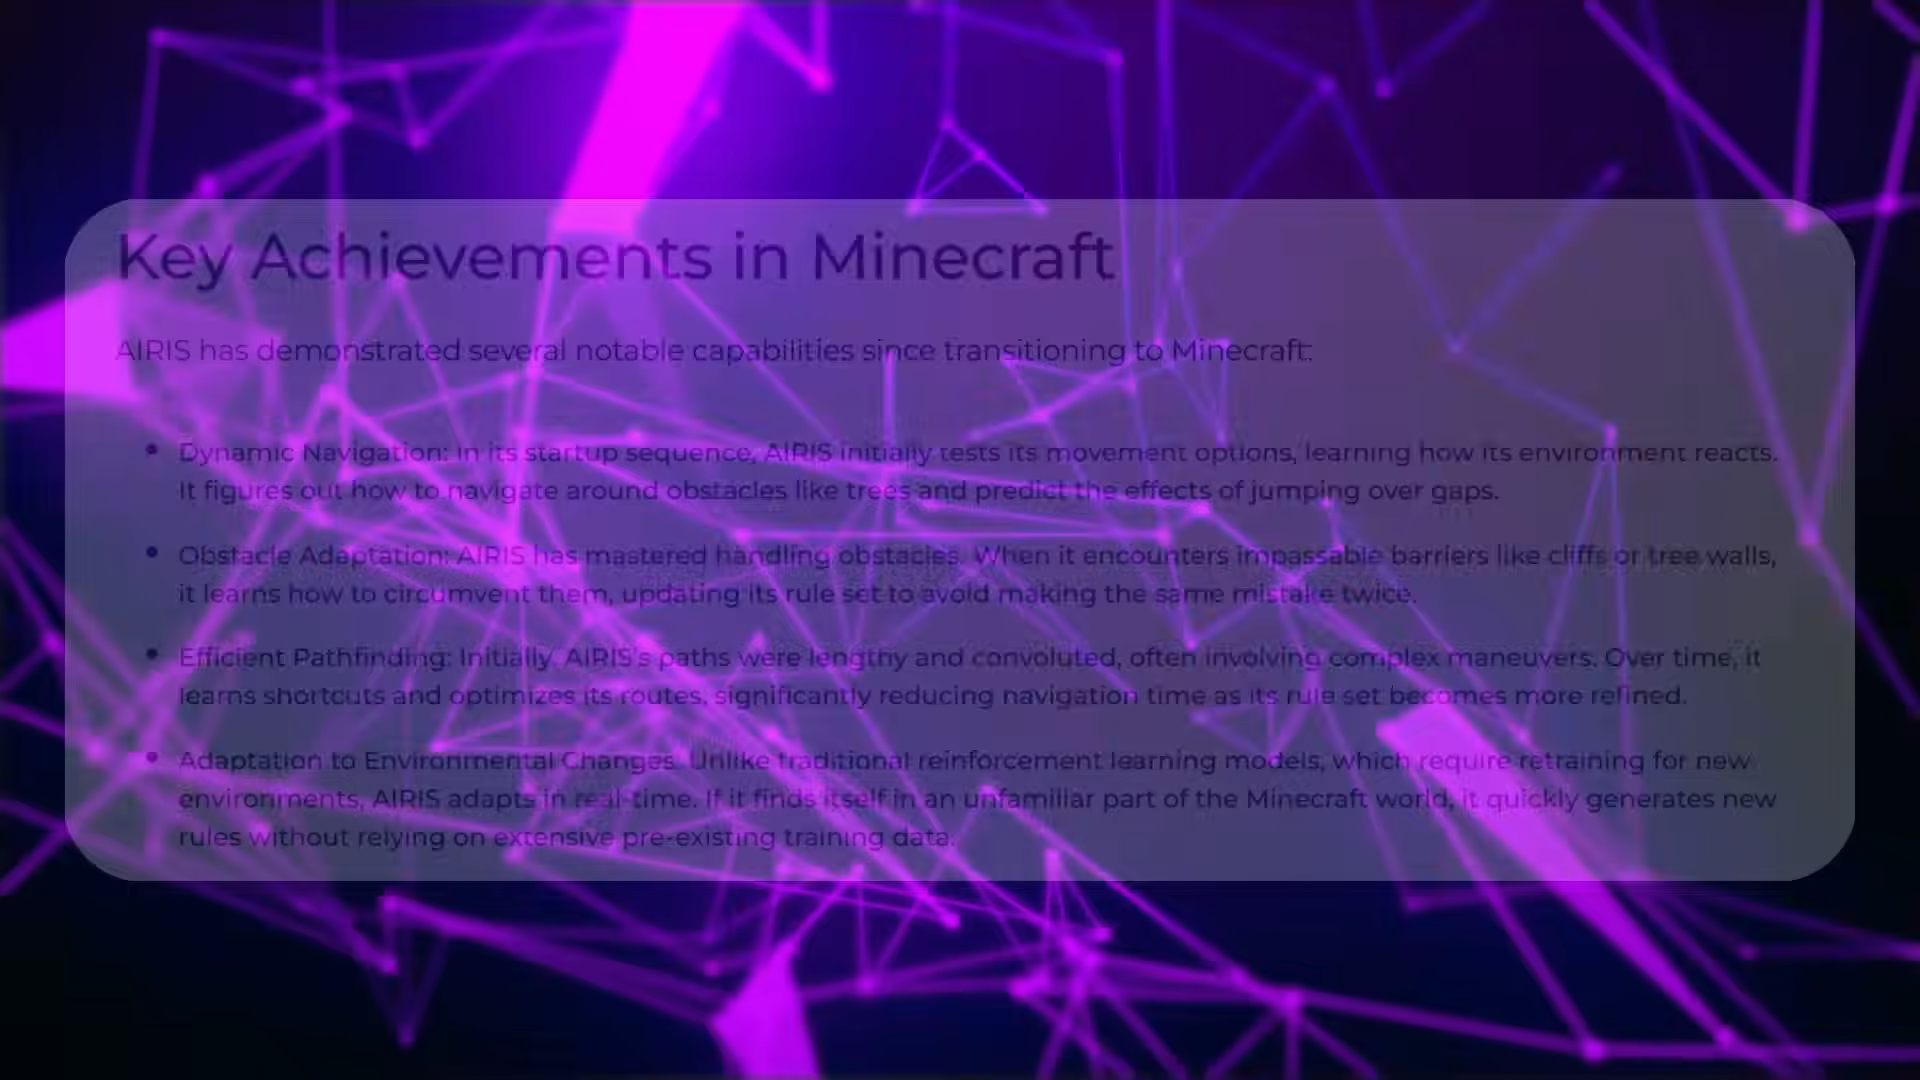 Key Achievements in Minecraft
AIRIS has demonstrated several notable capabilities since transitioning to Minecraft:
• Dynamic Navigation: In its startup sequence, AIRIS initially tests its movement options, learning how its environment reacts.
It figures out how to navigate around obstacles like trees and predict the effects of jumping over gaps.
• Obstacle Adaptation: AIRIS has mastered handling obstacles. When it encounters impassable barriers like cliffs or tree walls,
it learns how to circumvent them, updating its rule set to avoid making the same mistake twice.
• Efficient Pathfinding: Initially, AIRIS's paths were lengthy and convoluted, often involving complex maneuvers. Over time, it
learns shortcuts and optimizes its routes, significantly reducing navigation time as its rule set becomes more refined.
• Adaptation to Environmental Changes: Unlike traditional reinforcement learning models, which require retraining for new
environments, AIRIS adapts in real-time. If it finds itself in an unfamiliar part of the Minecraft world, it quickly generates new
rules without relying on extensive pre-existing training data.